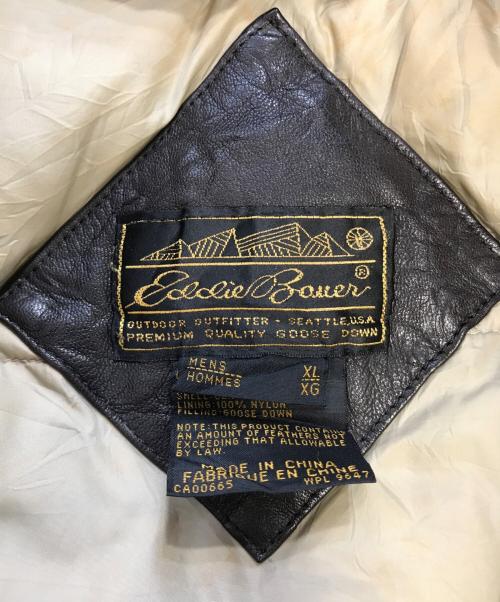 Eddie Bauer ®
OUTDOOR OUTFITTER - SEATTLE, U.S.A.
PREMIUM QUALITY GOOSE DOWN
MENS XL
HOMMES XG
SHELL
LINING: 100% NYLON
FILLING: GOOSE DOWN
NOTE: THIS PRODUCT CONTAINS
AN AMOUNT OF FEATHERS NOT
EXCEEDING THAT ALLOWABLE
BY LAW.
MADE IN CHINA
FABRIQUE EN CHINE
CA00665 WPL 9647